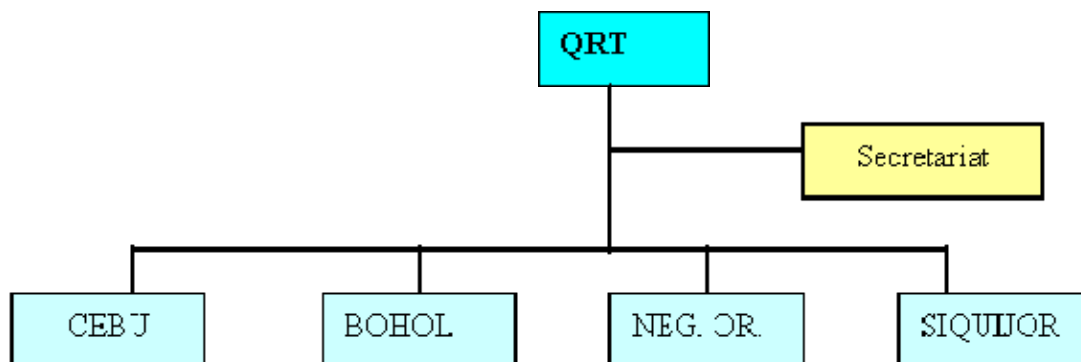 QRT
Secretariat
CEBU
BOHOL
NEG. OR.
SIQUIJOR